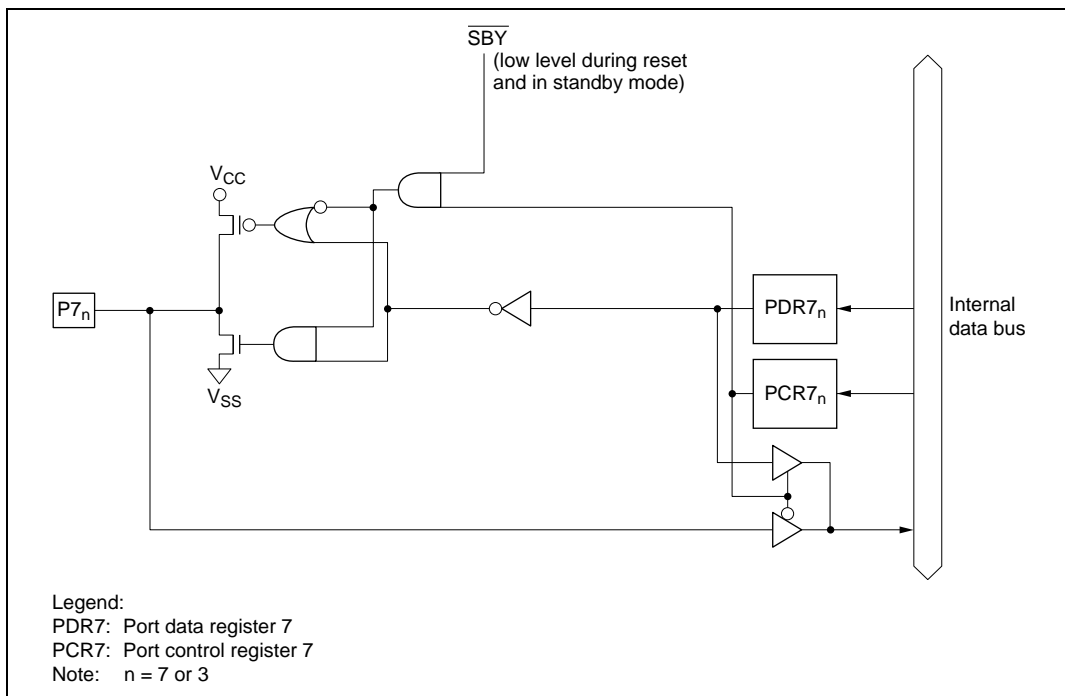 SBY
(low level during reset
and in standby mode)
VCC
P7n
VSS
PDR7n
PCR7n
Internal
data bus
Legend:
PDR7: Port data register 7
PCR7: Port control register 7
Note: n = 7 or 3